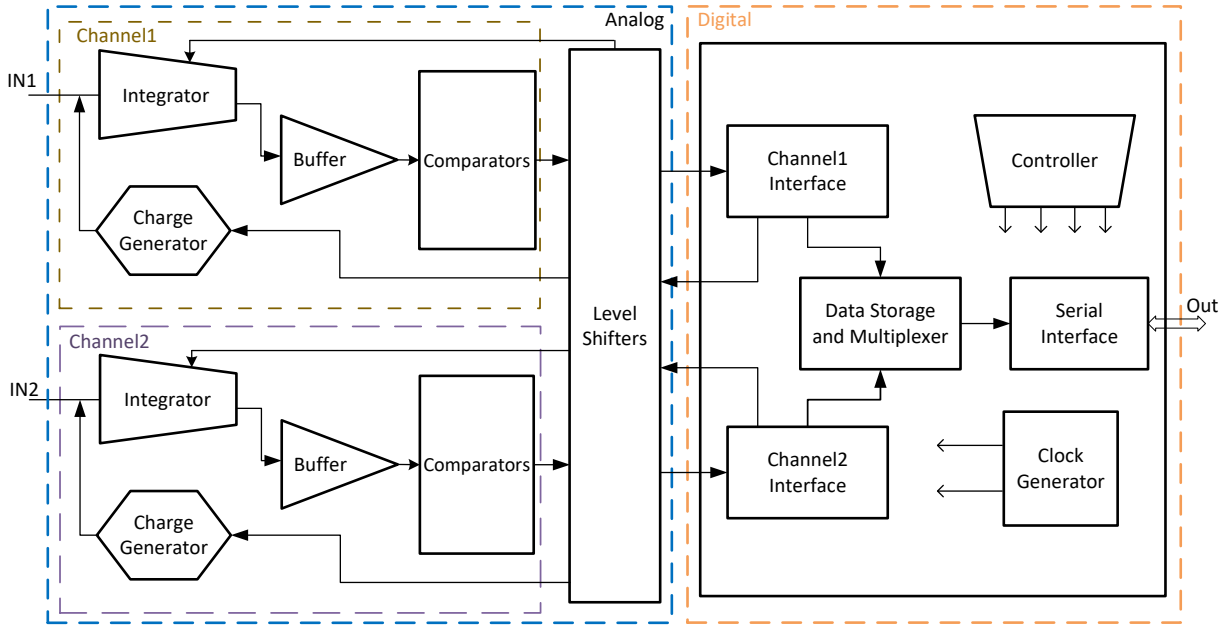 Analog
Digital
Channel1
IN1
Integrator
Buffer
Comparators
Charge
Generator
Channel2
IN2
Integrator
Buffer
Comparators
Charge
Generator
Level
Shifters
Channel1
Interface
Controller
Data Storage
and Multiplexer
Serial
Interface
Out
Channel2
Interface
Clock
Generator